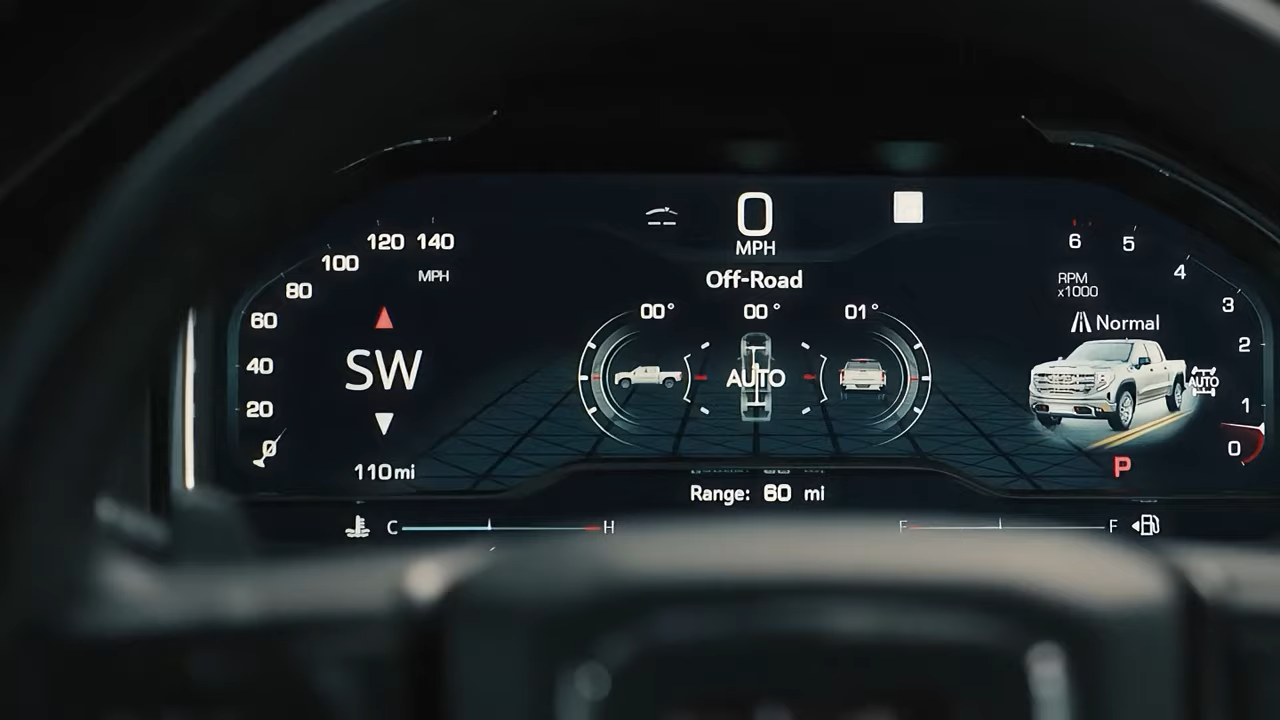 0
MPH
Off-Road
00° 00° 01°
AUTO
120 140
100
80
60
40
20
0
MPH
SW
110mi
6 5
4
3
2
1
0
RPM
x1000
Normal
AUTO
P
Range: 60 mi
C H
F